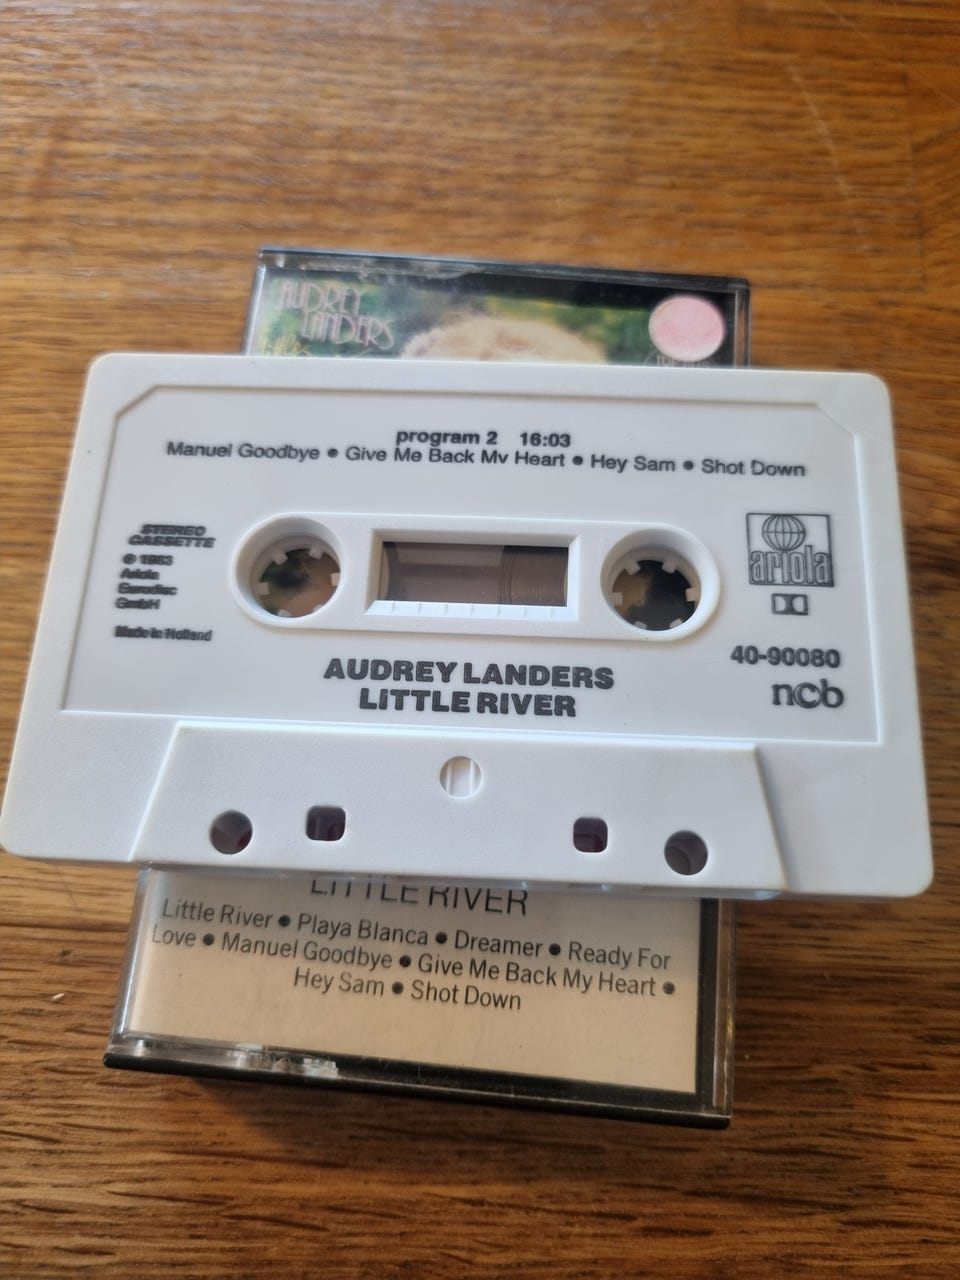 AUDREY
LANDERS
program 2 16:03
Manuel Goodbye • Give Me Back My Heart • Hey Sam • Shot Down
STEREO
CASSETTE
℗ 1983
Ariola
Eurodisc
GmbH
Made in Holland
ariola
40-90080
ncb
AUDREY LANDERS
LITTLE RIVER
LITTLE RIVER
Little River • Playa Blanca • Dreamer • Ready For
Love • Manuel Goodbye • Give Me Back My Heart •
Hey Sam • Shot Down